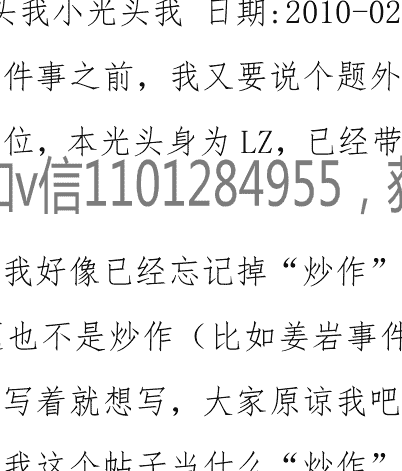 我小光头我 日期:2010-02
件事之前，我又要说个题外
位，本光头身为LZ，已经带
v信1101284955，
我好像已经忘记掉“炒作”
也不是炒作（比如姜岩事件
写着就想写，大家原谅我吧
我这个帖子当什么“炒作”